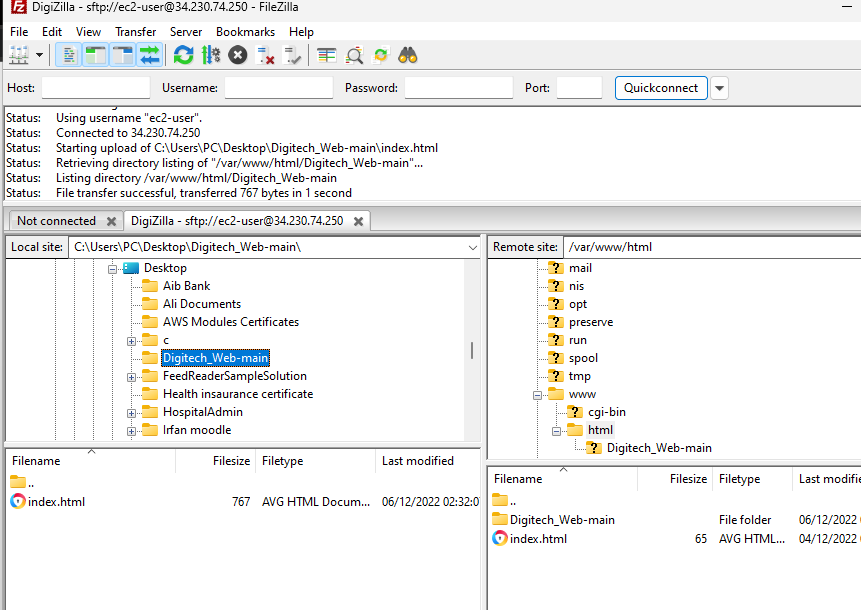 DigiZilla - sftp://ec2-user@34.230.74.250 - FileZilla
File Edit View Transfer Server Bookmarks Help
Host: Username: Password: Port: Quickconnect
Status: Using username "ec2-user".
Status: Connected to 34.230.74.250
Status: Starting upload of C:\Users\PC\Desktop\Digitech_Web-main\index.html
Status: Retrieving directory listing of "/var/www/html/Digitech_Web-main"...
Status: Listing directory /var/www/html/Digitech_Web-main
Status: File transfer successful, transferred 767 bytes in 1 second
Not connected DigiZilla - sftp://ec2-user@34.230.74.250
Local site: C:\Users\PC\Desktop\Digitech_Web-main\
Desktop
Aib Bank
Ali Documents
AWS Modules Certificates
c
Digitech_Web-main
FeedReaderSampleSolution
Health insaurance certificate
HospitalAdmin
Irfan moodle
Filename Filesize Filetype Last modified
..
index.html 767 AVG HTML Docum... 06/12/2022 02:32:0
Remote site: /var/www/html
mail
nis
opt
preserve
run
spool
tmp
www
cgi-bin
html
Digitech_Web-main
Filename Filesize Filetype Last modifie
..
Digitech_Web-main File folder 06/12/2022
index.html 65 AVG HTML... 04/12/2022